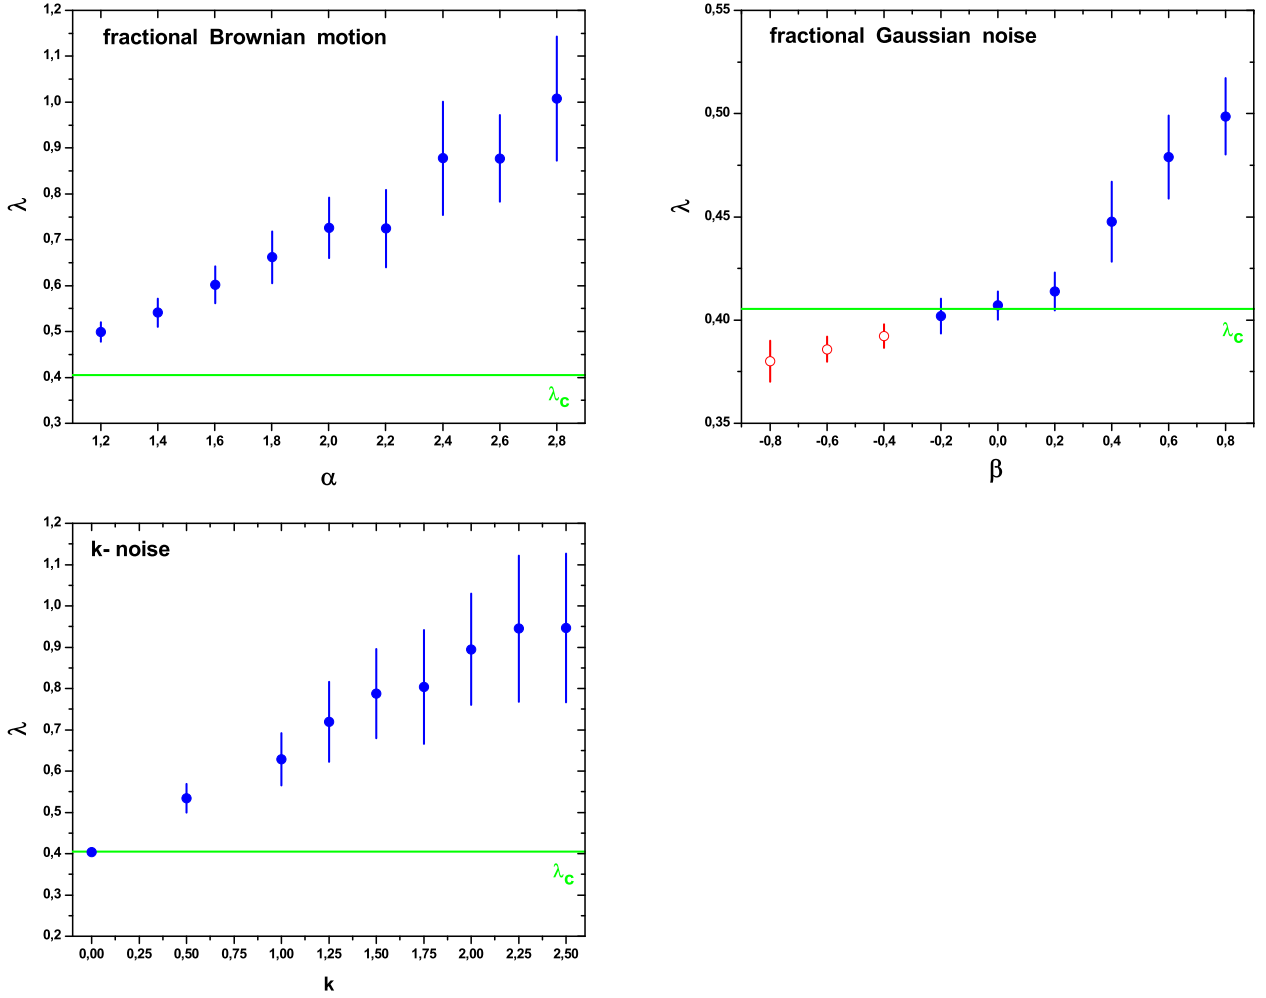 fractional Brownian motion
1,2
1,1
1,0
0,9
0,8
0,7
0,6
0,5
0,4
0,3
λ
λc
1,2 1,4 1,6 1,8 2,0 2,2 2,4 2,6 2,8
α
fractional Gaussian noise
0,55
0,50
0,45
0,40
0,35
λ
λc
-0,8 -0,6 -0,4 -0,2 0,0 0,2 0,4 0,6 0,8
β
k- noise
1,2
1,1
1,0
0,9
0,8
0,7
0,6
0,5
0,4
0,3
0,2
λ
λc
0,00 0,25 0,50 0,75 1,00 1,25 1,50 1,75 2,00 2,25 2,50
k